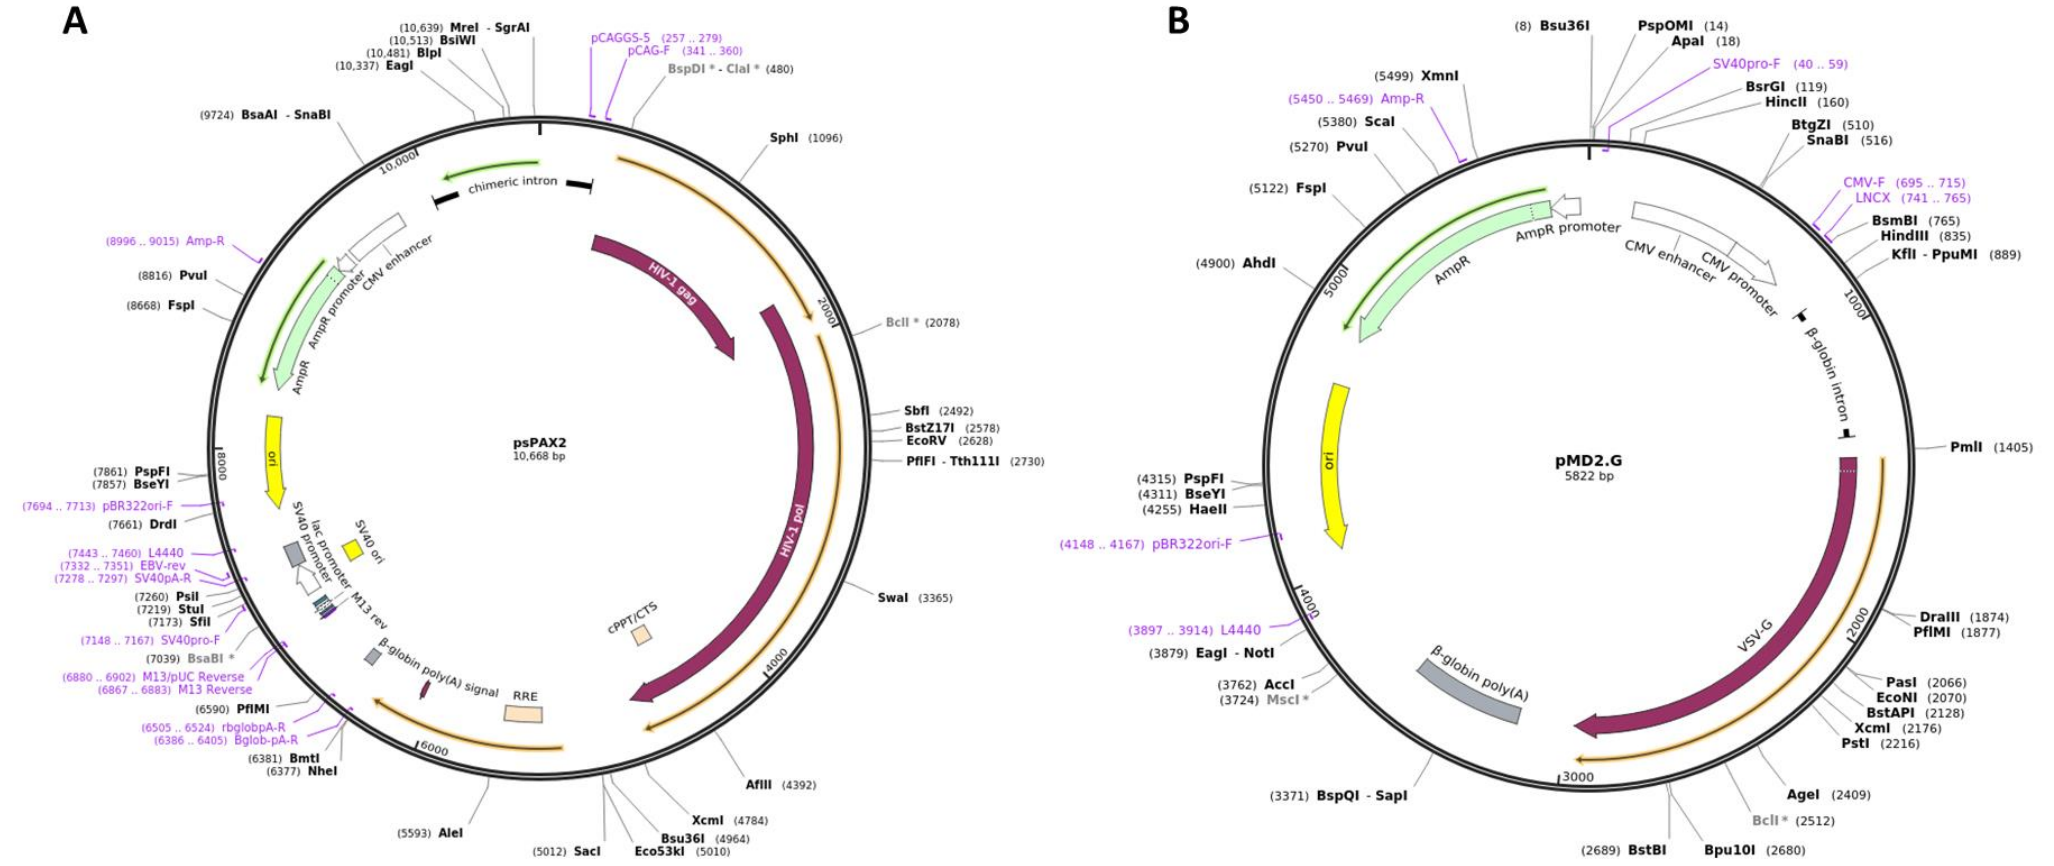 A
(10,639) MreI - SgrAI
(10,513) BsiWI
(10,481) BlpI
(10,337) EagI
pCAGGS-5 (257 .. 279)
pCAG-F (341 .. 360)
BspDI * - ClaI * (480)
(9724) BsaAI - SnaBI
SphI (1096)
10,000
chimeric intron
CMV enhancer
AmpR promoter
AmpR
HIV-1 gag
2000
BclI * (2078)
(8996 .. 9015) Amp-R
(8816) PvuI
(8668) FspI
SbfI (2492)
BstZ17I (2578)
EcoRV (2628)
PflFI - Tth111I (2730)
psPAX2
10,668 bp
8000
ori
(7861) PspFI
(7857) BseYI
(7694 .. 7713) pBR322ori-F
(7661) DrdI
(7443 .. 7460) L4440
(7332 .. 7351) EBV-rev
(7278 .. 7297) SV40pA-R
(7260) PsiI
(7219) StuI
(7173) SfiI
(7148 .. 7167) SV40pro-F
(7039) BsaBI *
(6880 .. 6902) M13/pUC Reverse
(6867 .. 6883) M13 Reverse
(6590) PflMI
(6505 .. 6524) rbglobpA-R
(6386 .. 6405) Bglob-pA-R
(6381) BmtI
(6377) NheI
SV40 ori
SV40 promoter
lac promoter
M13 rev
HIV-1 pol
cPPT/CTS
SwaI (3365)
β-globin poly(A) signal
RRE
4000
6000
AflII (4392)
XcmI (4784)
Bsu36I (4964)
Eco53kI (5010)
(5012) SacI
(5593) AleI
B
(8) Bsu36I
PspOMI (14)
ApaI (18)
SV40pro-F (40 .. 59)
BsrGI (119)
HincII (160)
BtgZI (510)
SnaBI (516)
(5499) XmnI
(5450 .. 5469) Amp-R
(5380) ScaI
(5270) PvuI
(5122) FspI
(4900) AhdI
CMV-F (695 .. 715)
LNCX (741 .. 765)
BsmBI (765)
HindIII (835)
KflI - PpuMI (889)
AmpR promoter
AmpR
CMV enhancer
CMV promoter
5000
1000
β-globin intron
PmlI (1405)
ori
pMD2.G
5822 bp
(4315) PspFI
(4311) BseYI
(4255) HaeII
(4148 .. 4167) pBR322ori-F
4000
(3897 .. 3914) L4440
(3879) EagI - NotI
(3762) AccI
(3724) MscI *
VSV-G
2000
DraIII (1874)
PflMI (1877)
PasI (2066)
EcoNI (2070)
BstAPI (2128)
XcmI (2176)
PstI (2216)
β-globin poly(A)
3000
(3371) BspQI - SapI
AgeI (2409)
BclI * (2512)
Bpu10I (2680)
(2689) BstBI